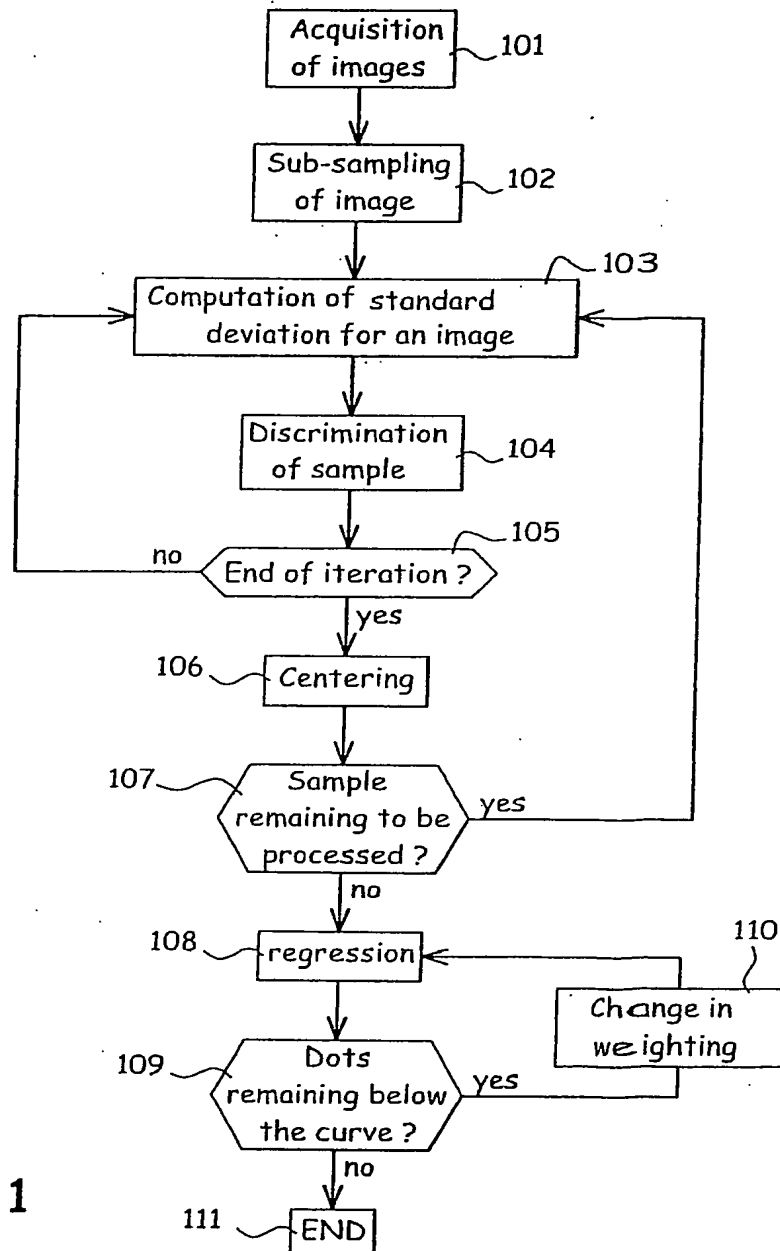 Acquisition
of images
101
Sub-sampling
of image
102
103
Computation of standard
deviation for an image
Discrimination
of sample
104
105
no
End of iteration ?
yes
106
Centering
107
Sample
remaining to be
processed ?
yes
no
108
regression
110
Change in
weighting
109
Dots
remaining below
the curve ?
yes
no
1
111
END